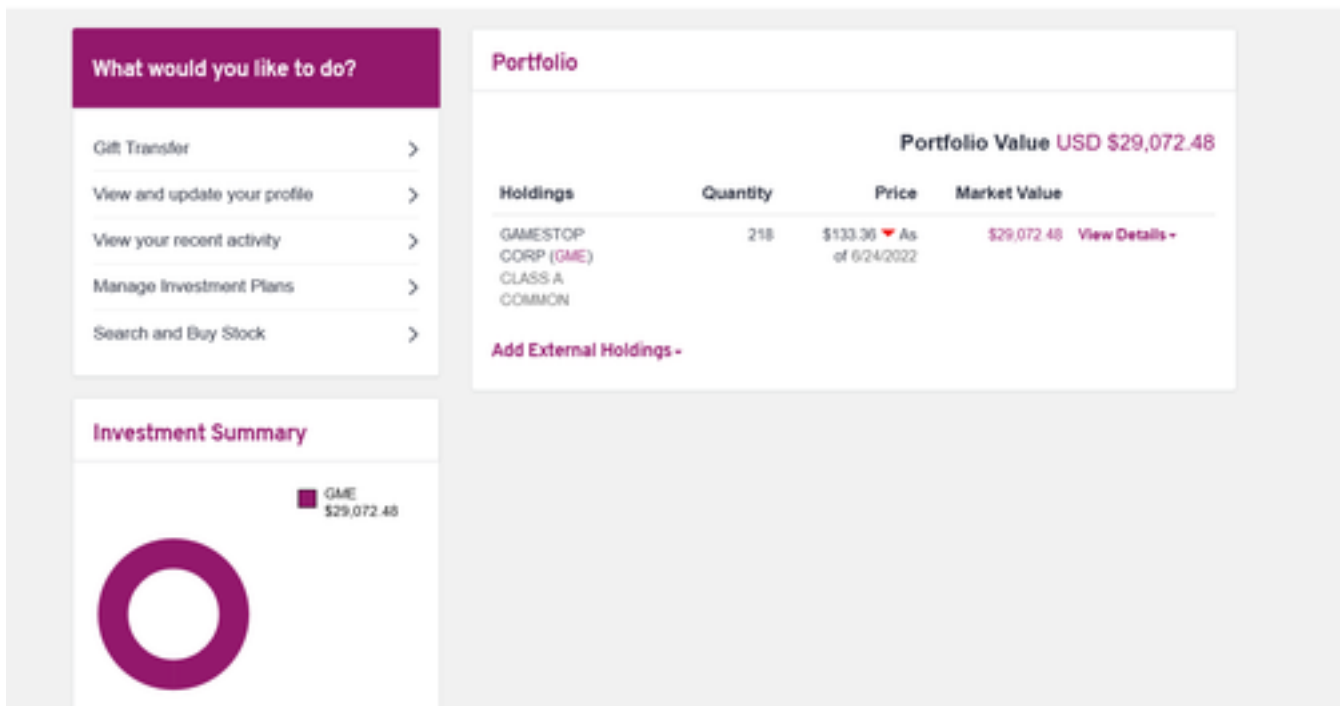 What would you like to do?
Gift Transfer
View and update your profile
View your recent activity
Manage Investment Plans
Search and Buy Stock
Investment Summary
GME
$29,072.48
Portfolio
Portfolio Value USD $29,072.48
Holdings Quantity Price Market Value
GAMESTOP 218 $133.36 As $29,072.48 View Details
CORP (GME) of 6/24/2022
CLASS A
COMMON
Add External Holdings